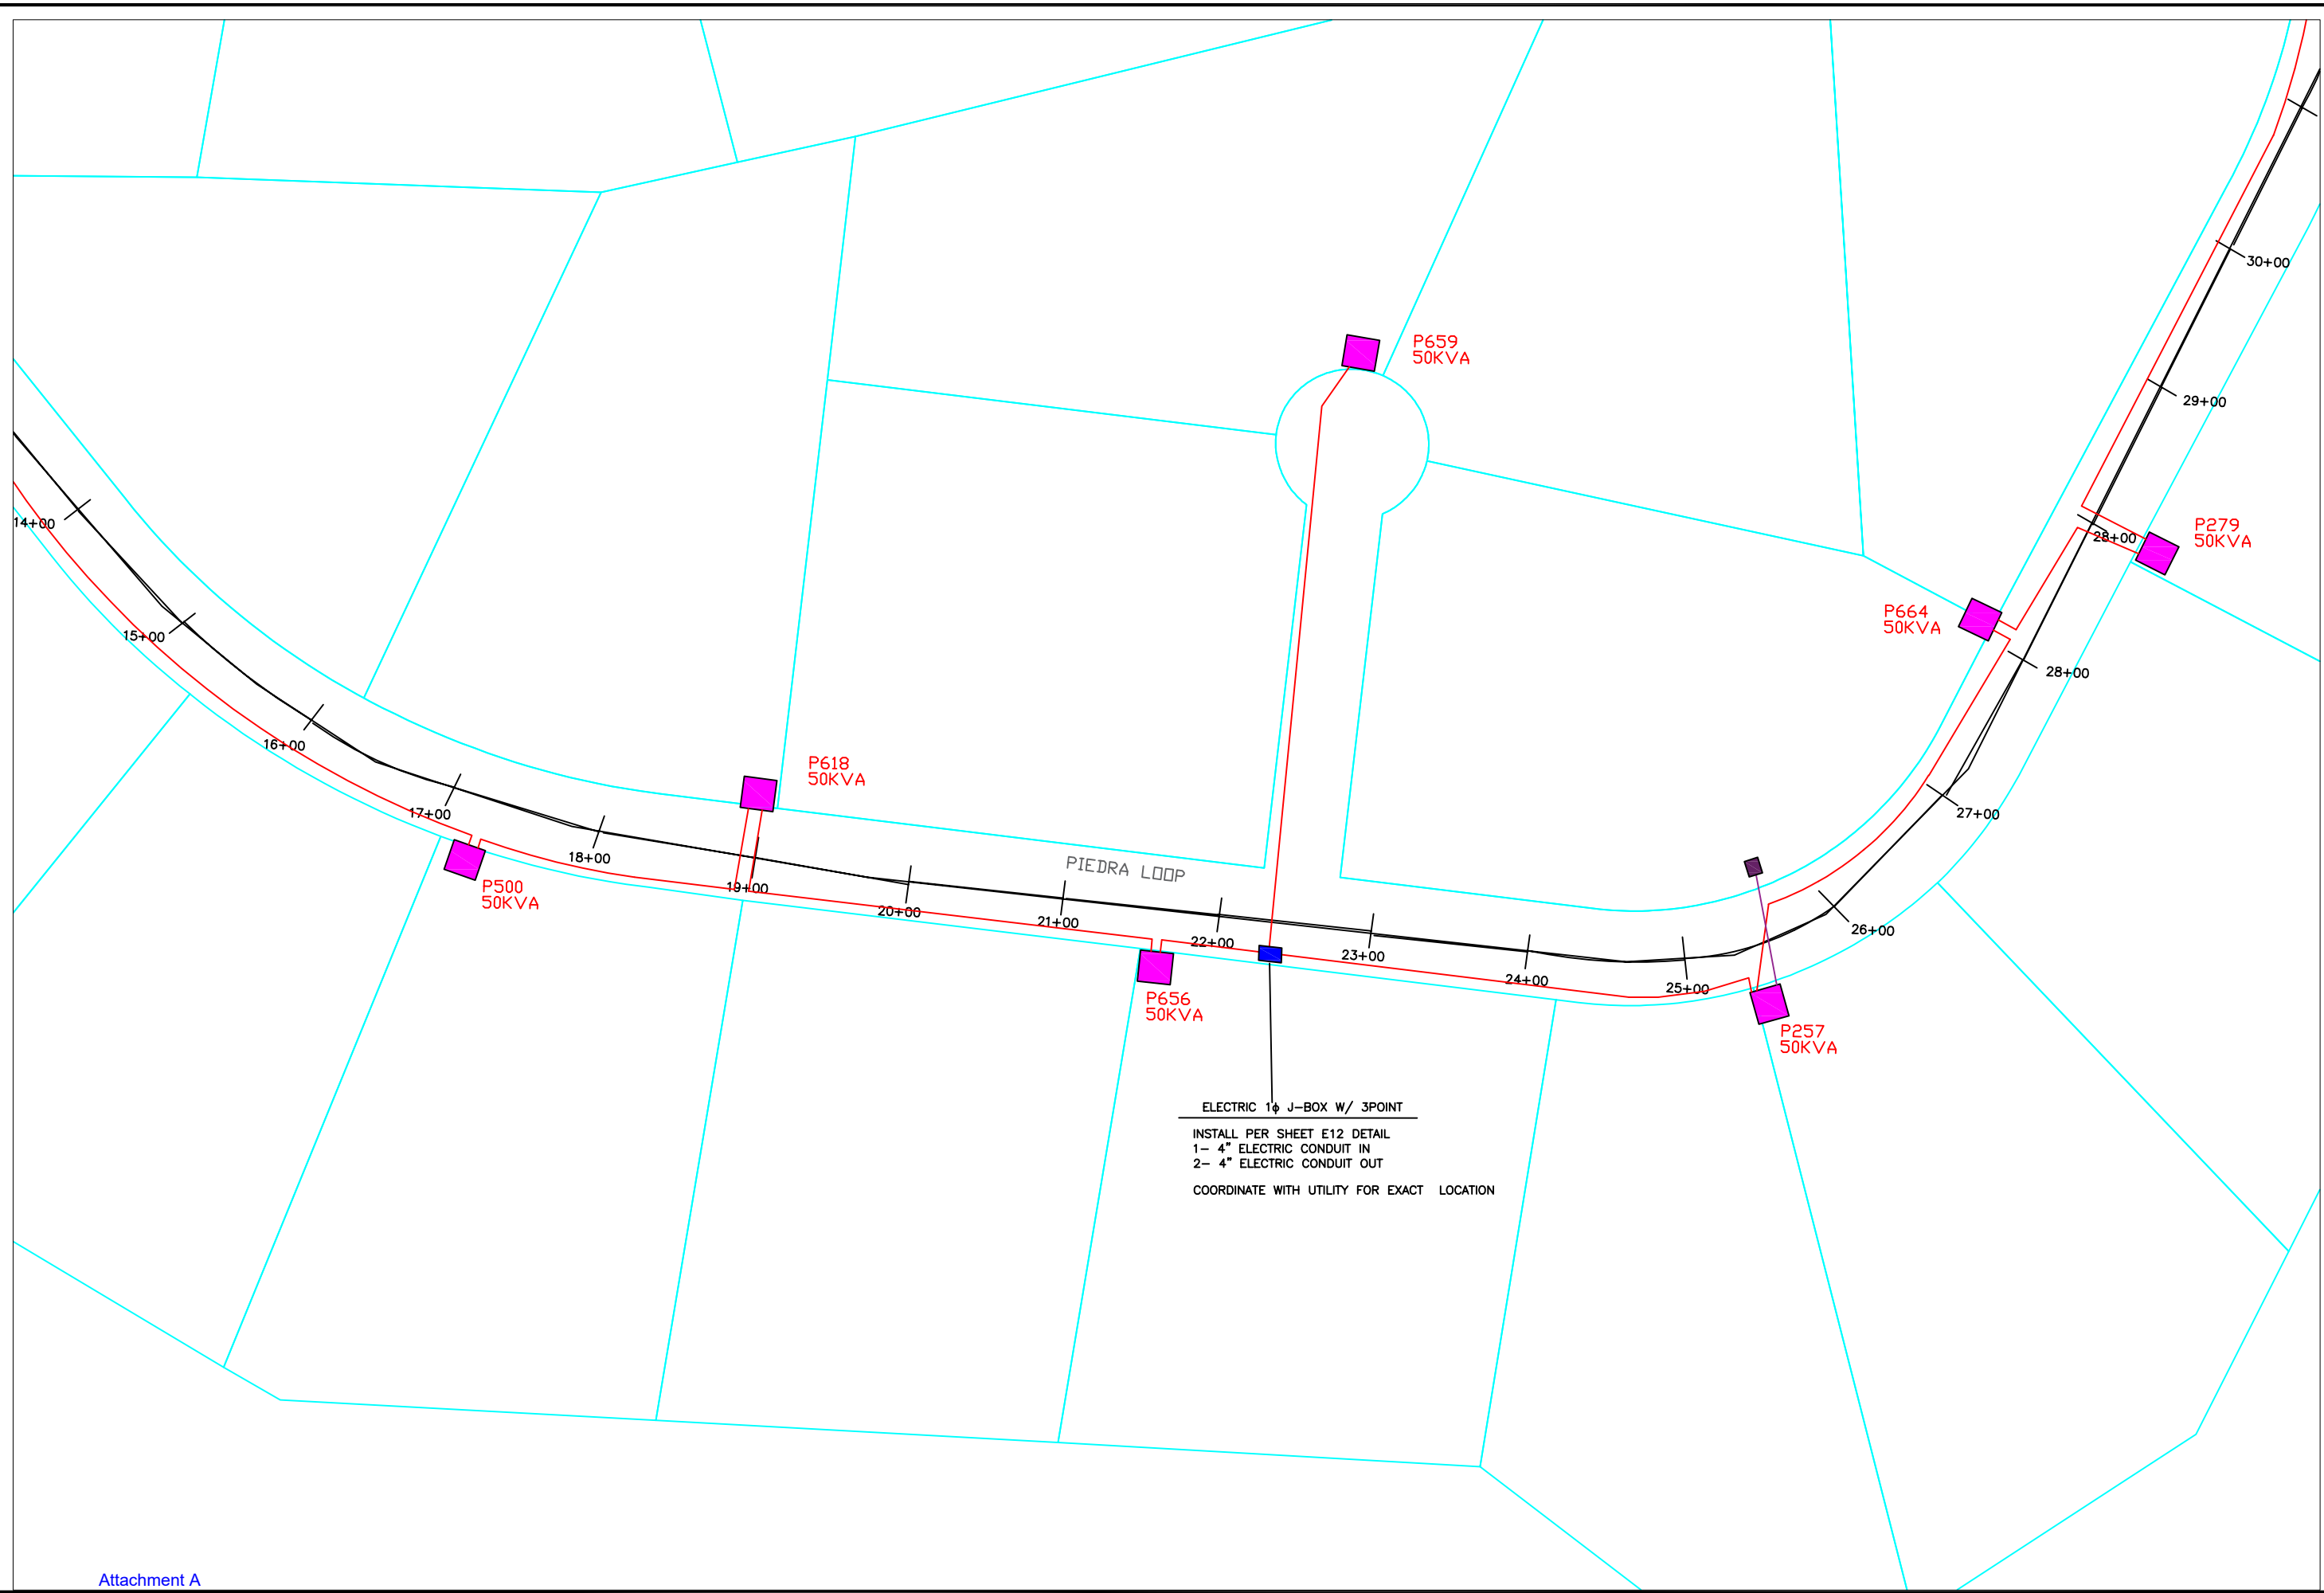 P659
50KVA
30+00
29+00
14+00
P279
50KVA
28+00
P664
50KVA
15+00
28+00
16+00
P618
50KVA
27+00
17+00
18+00
PIEDRA LOOP
19+00
20+00
21+00
22+00
23+00
26+00
P500
50KVA
24+00
25+00
P656
50KVA
P257
50KVA
ELECTRIC 1ϕ J-BOX W/ 3POINT
INSTALL PER SHEET E12 DETAIL
1- 4" ELECTRIC CONDUIT IN
2- 4" ELECTRIC CONDUIT OUT
COORDINATE WITH UTILITY FOR EXACT LOCATION
Attachment A